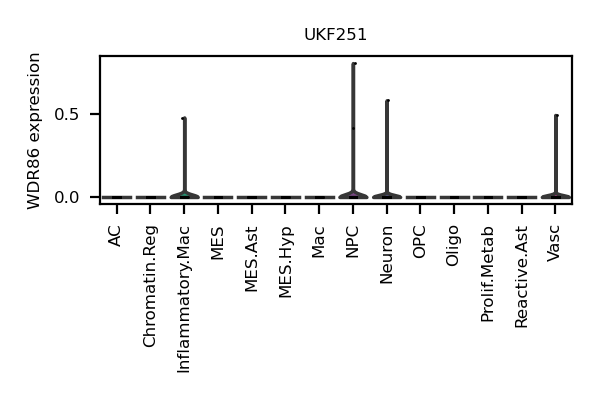 UKF251
WDR86 expression
0.5
0.0
AC
Chromatin.Reg
Inflammatory.Mac
MES
MES.Ast
MES.Hyp
Mac
NPC
Neuron
OPC
Oligo
Prolif.Metab
Reactive.Ast
Vasc